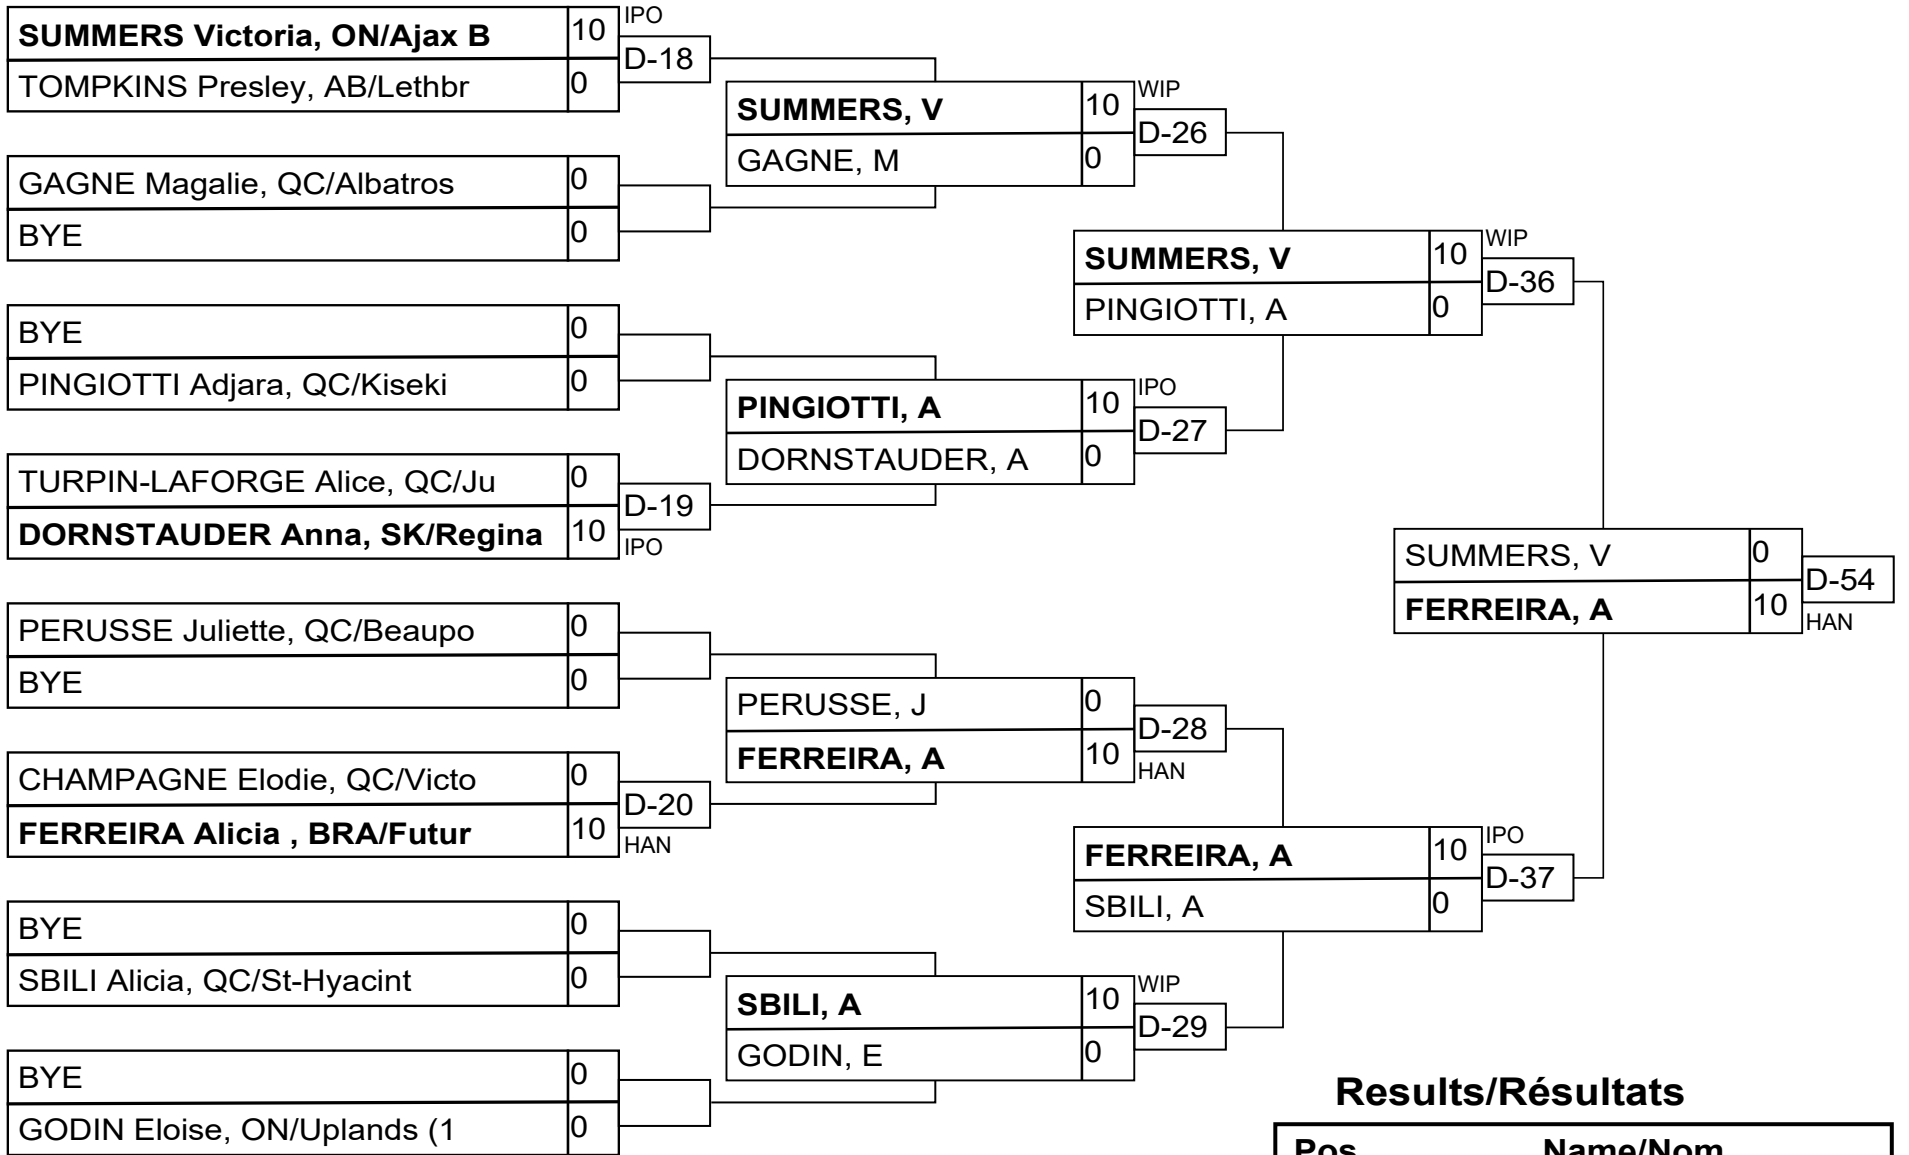 SUMMERS Victoria, ON/Ajax B 10 IPO
D-18
TOMPKINS Presley, AB/Lethbr 0
GAGNE Magalie, QC/Albatros 0
BYE 0
BYE 0
PINGIOTTI Adjara, QC/Kiseki 0
TURPIN-LAFORGE Alice, QC/Ju 0
D-19
DORNSTAUDER Anna, SK/Regina 10 IPO
PERUSSE Juliette, QC/Beaupo 0
BYE 0
CHAMPAGNE Elodie, QC/Victo 0
D-20
FERREIRA Alicia , BRA/Futur 10 HAN
BYE 0
SBILI Alicia, QC/St-Hyacint 0
BYE 0
GODIN Eloise, ON/Uplands (1 0
SUMMERS, V 10 WIP
D-26
GAGNE, M 0
PINGIOTTI, A 10 IPO
D-27
DORNSTAUDER, A 0
PERUSSE, J 0
D-28
FERREIRA, A 10 HAN
SBILI, A 10 WIP
D-29
GODIN, E 0
SUMMERS, V 10 WIP
D-36
PINGIOTTI, A 0
FERREIRA, A 10 IPO
D-37
SBILI, A 0
SUMMERS, V 0
D-54
FERREIRA, A 10 HAN
Results/Résultats
Pos Name/Nom